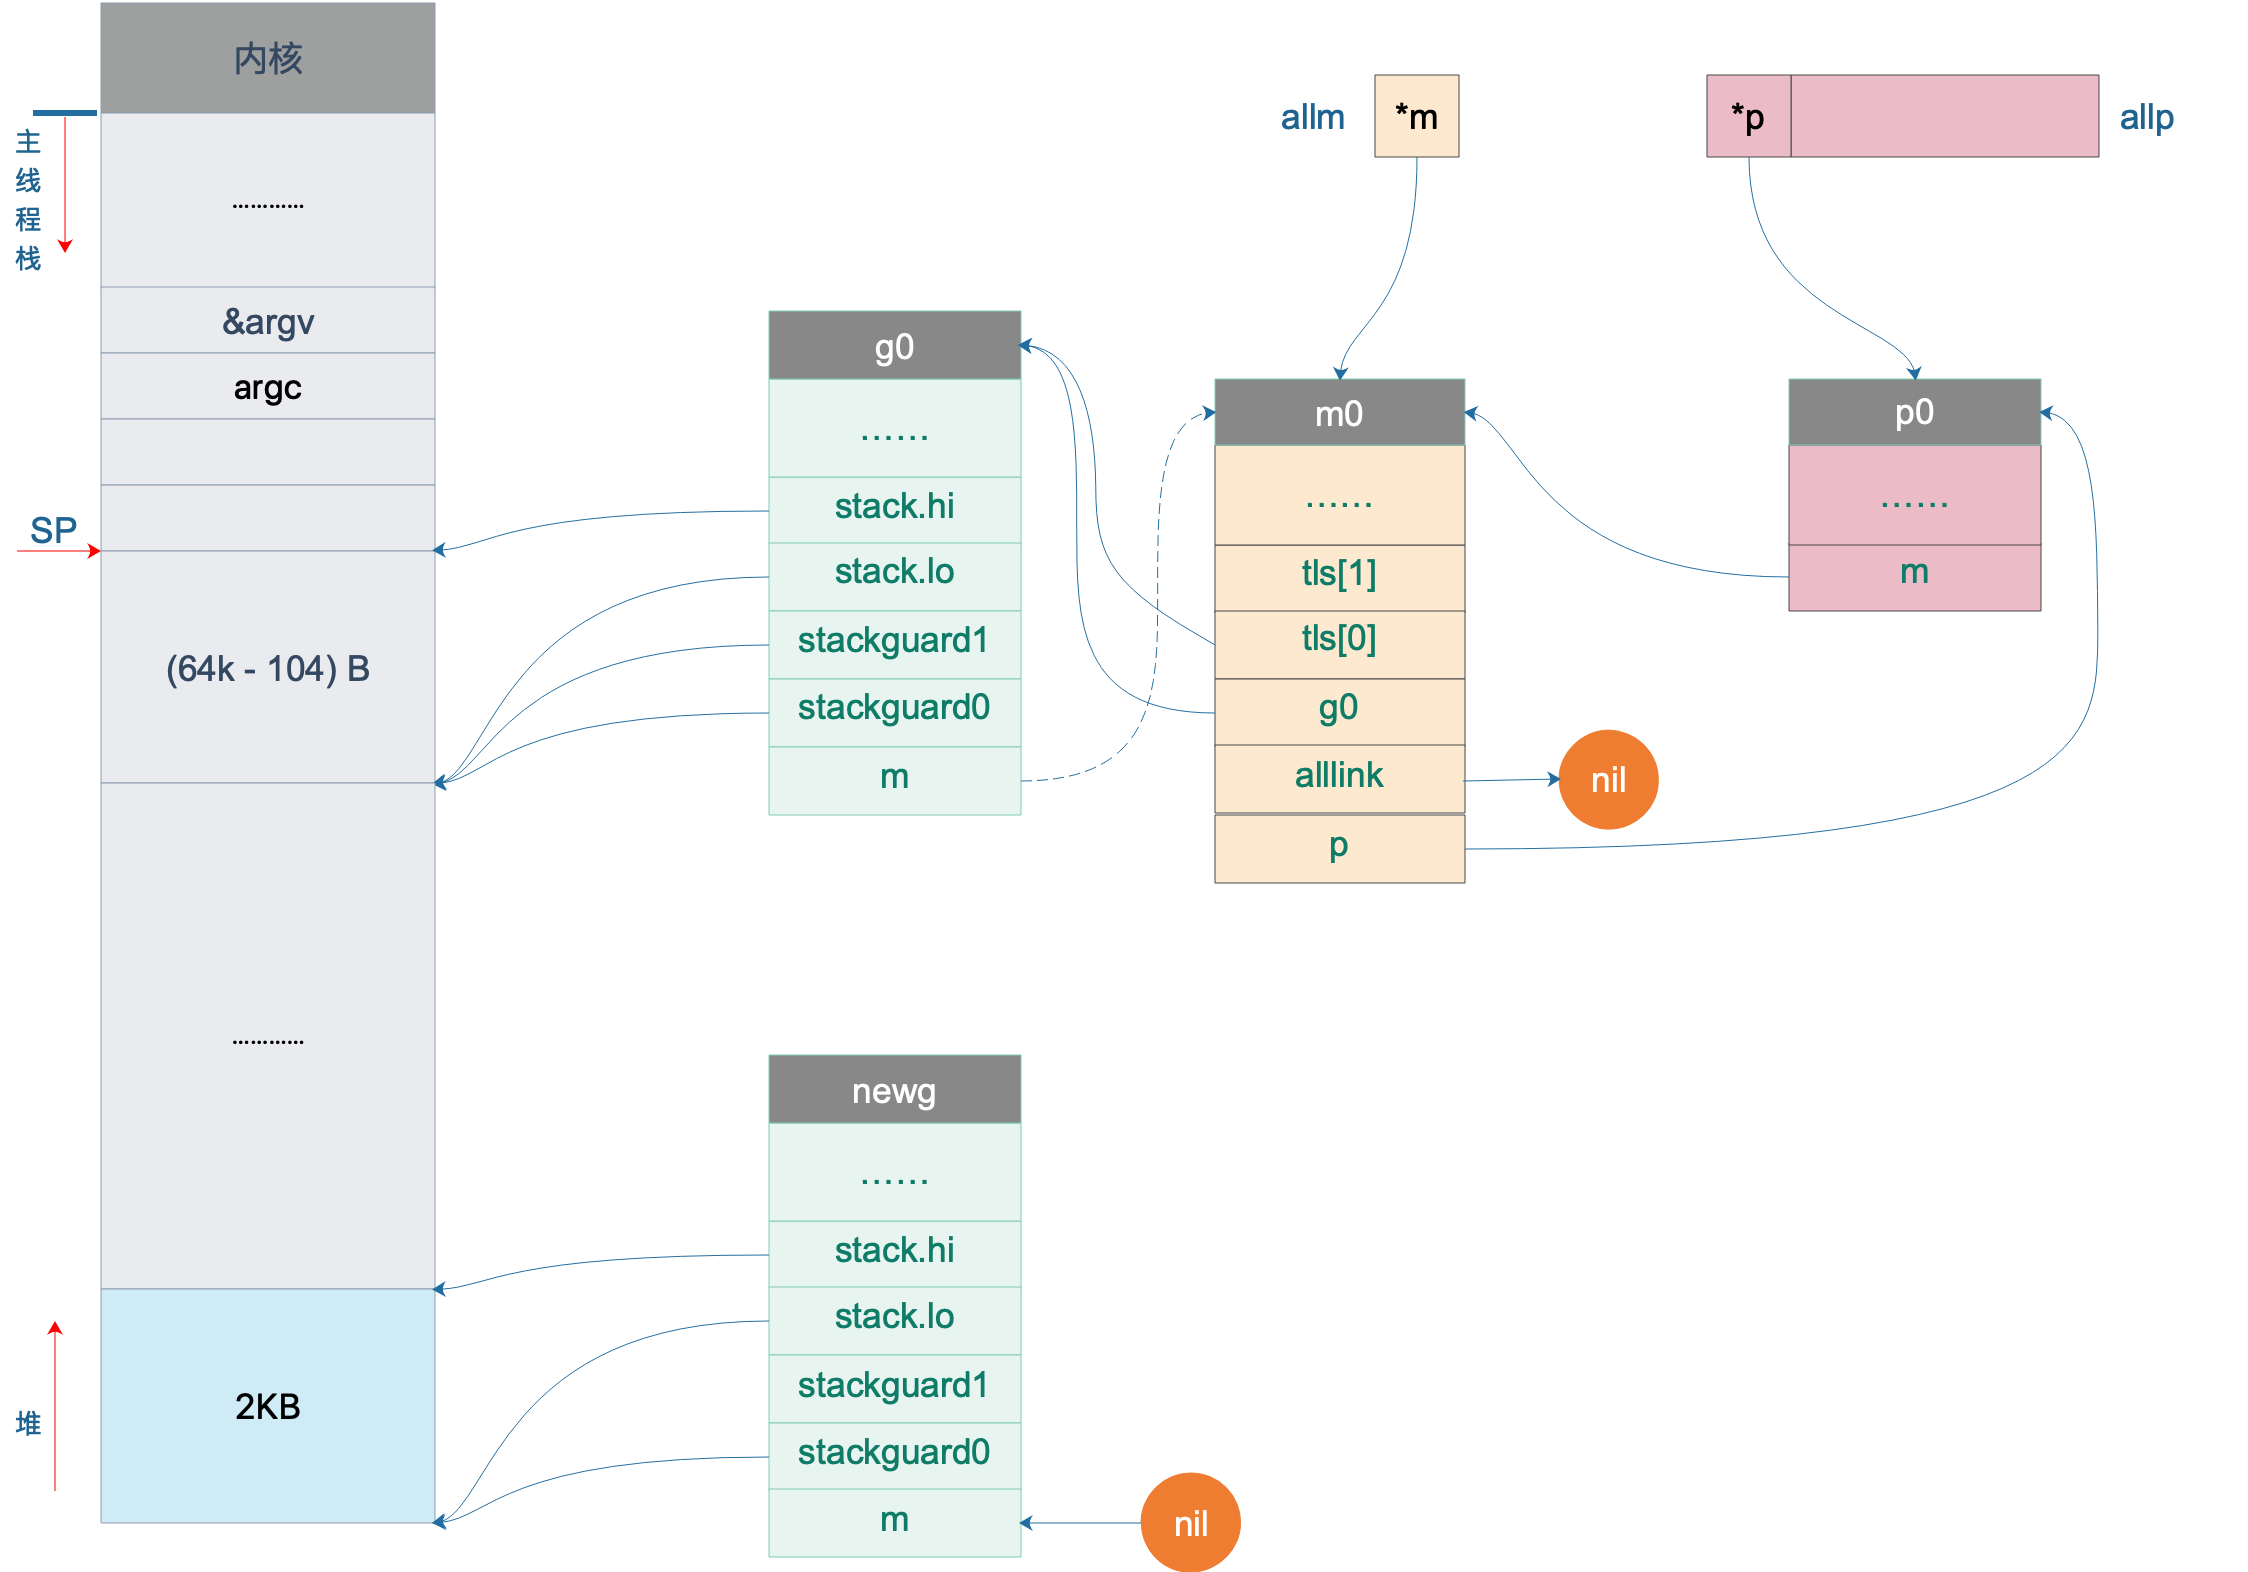 内核
主线程栈
…………
&argv
argc
SP
(64k - 104) B
…………
堆
2KB
g0
……
stack.hi
stack.lo
stackguard1
stackguard0
m
allm
*m
m0
……
tls[1]
tls[0]
g0
alllink
p
nil
*p
allp
p0
……
m
newg
……
stack.hi
stack.lo
stackguard1
stackguard0
m
nil